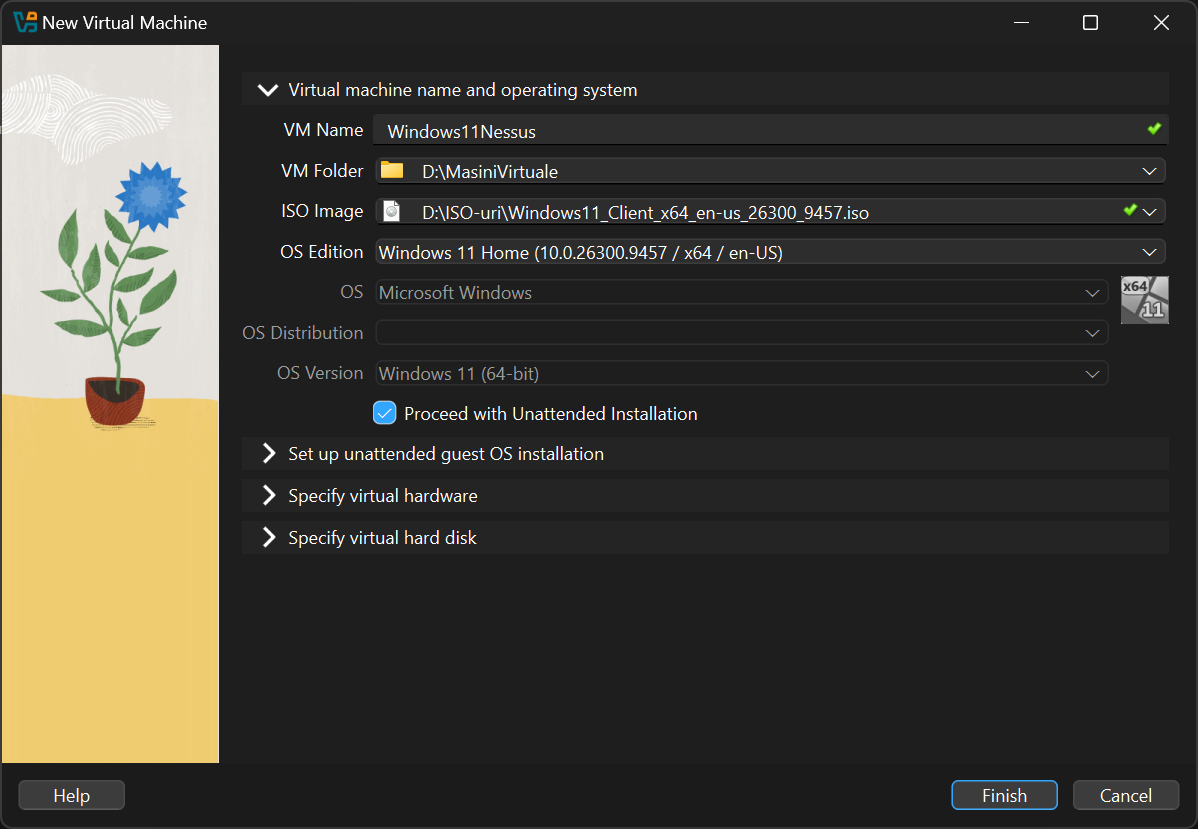 New Virtual Machine
Virtual machine name and operating system
VM Name Windows11Nessus
VM Folder D:\MasiniVirtuale
ISO Image D:\ISO-uri\Windows11_Client_x64_en-us_26300_9457.iso
OS Edition Windows 11 Home (10.0.26300.9457 / x64 / en-US)
OS Microsoft Windows x64 11
OS Distribution
OS Version Windows 11 (64-bit)
Proceed with Unattended Installation
Set up unattended guest OS installation
Specify virtual hardware
Specify virtual hard disk
Help Finish Cancel